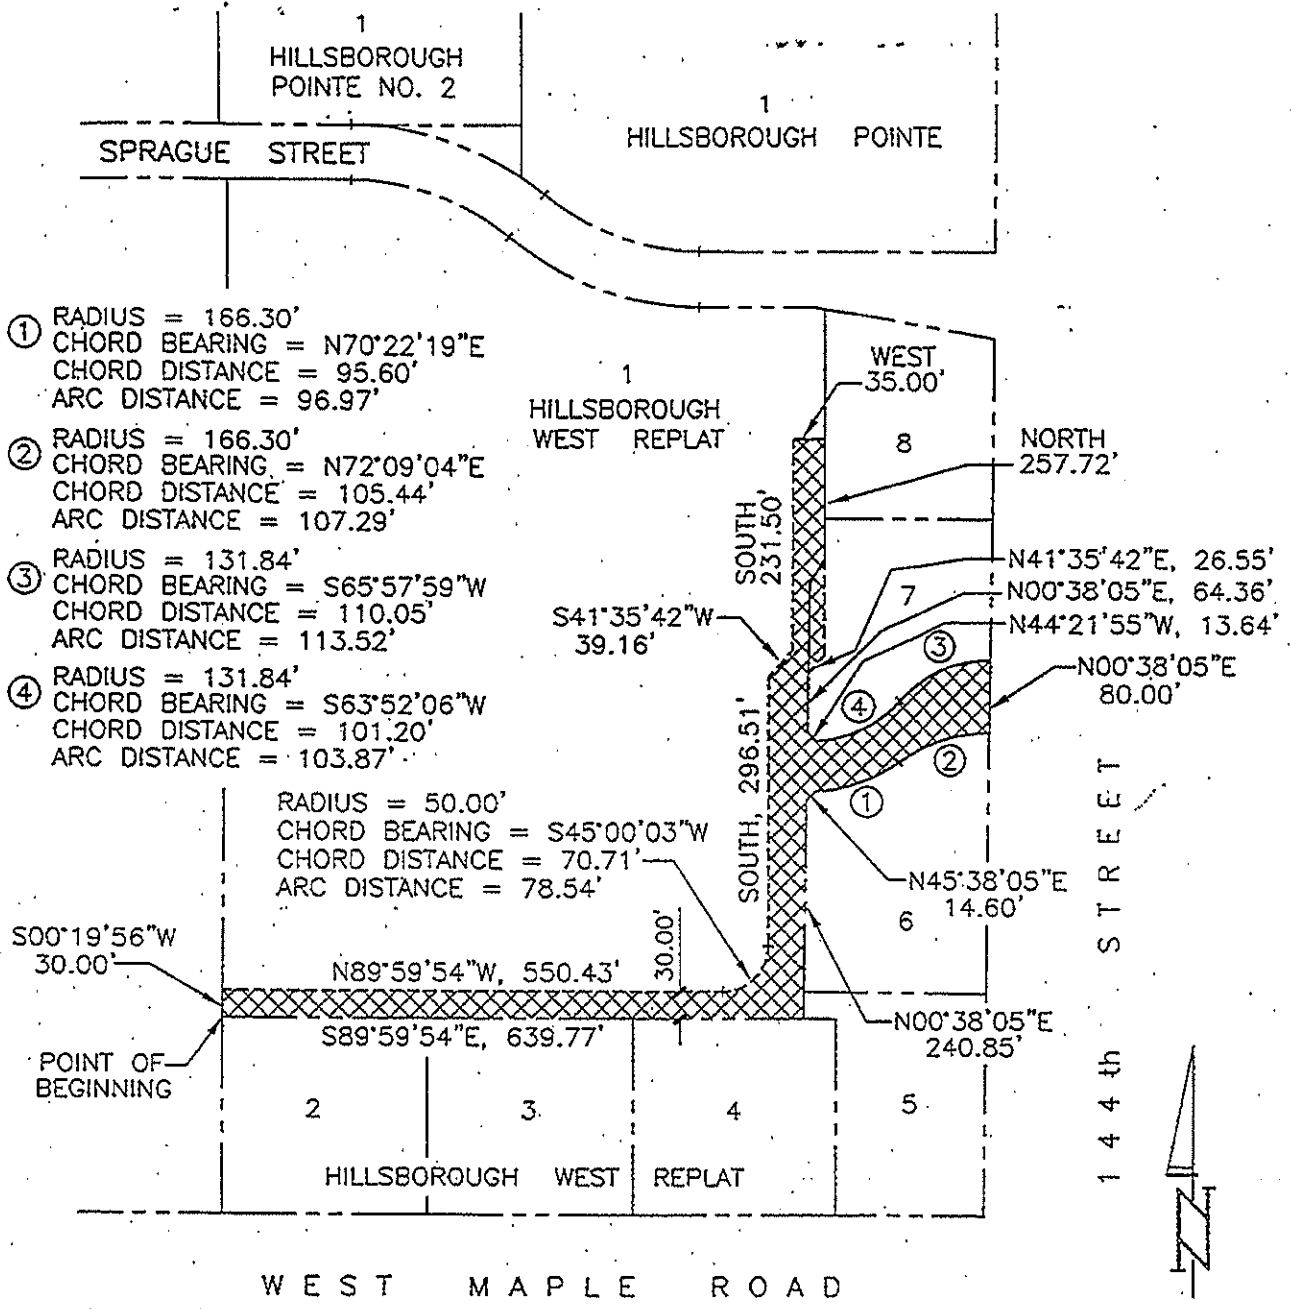 1
HILLSBOROUGH
POINTE NO. 2
1
HILLSBOROUGH POINTE
SPRAGUE STREET
① RADIUS = 166.30'
CHORD BEARING = N70°22'19"E
CHORD DISTANCE = 95.60'
ARC DISTANCE = 96.97'
② RADIUS = 166.30'
CHORD BEARING = N72°09'04"E
CHORD DISTANCE = 105.44'
ARC DISTANCE = 107.29'
③ RADIUS = 131.84'
CHORD BEARING = S65°57'59"W
CHORD DISTANCE = 110.05'
ARC DISTANCE = 113.52'
④ RADIUS = 131.84'
CHORD BEARING = S63°52'06"W
CHORD DISTANCE = 101.20'
ARC DISTANCE = 103.87'
1
HILLSBOROUGH
WEST REPLAT
WEST
35.00'
8
NORTH
257.72'
SOUTH
231.50'
7
N41°35'42"E, 26.55'
N00°38'05"E, 64.36'
N44°21'55"W, 13.64'
S41°35'42"W
39.16'
③
N00°38'05"E
80.00'
④
SOUTH, 296.51'
②
①
RADIUS = 50.00'
CHORD BEARING = S45°00'03"W
CHORD DISTANCE = 70.71'
ARC DISTANCE = 78.54'
N45°38'05"E
14.60'
6
S00°19'56"W
30.00'
N89°59'54"W, 550.43'
30.00'
S89°59'54"E, 639.77'
N00°38'05"E
240.85'
POINT OF
BEGINNING
2
3
4
5
HILLSBOROUGH WEST REPLAT
144th STREET
N
WEST MAPLE ROAD